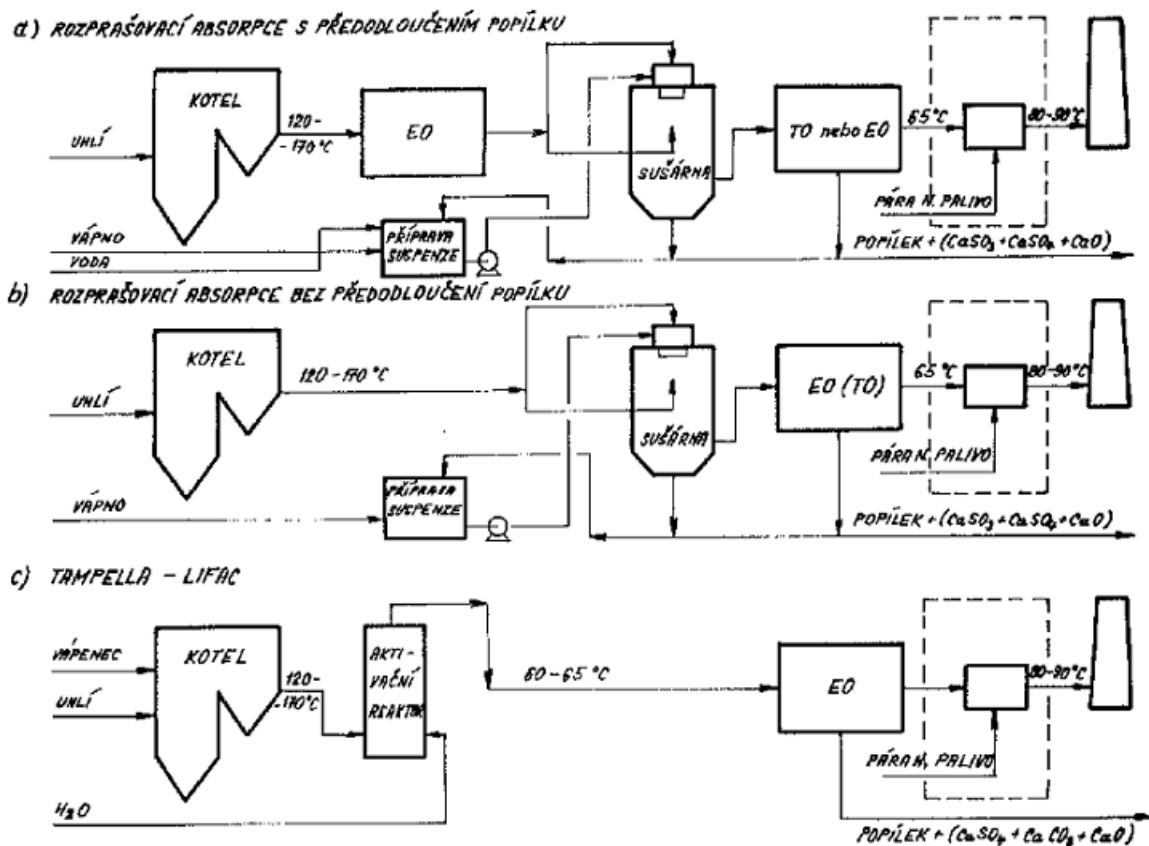 a) ROZPRAŠOVACÍ ABSORPCE S PŘEDODLOUČENÍM POPÍLKU
KOTEL
UHLÍ
120-
-170°C
EO
SUŠÁRNA
TO nebo EO
65°C
80-90°C
PÁRA N. PALIVO
VÁPNO
VODA
PŘÍPRAVA
SUSPENZE
POPÍLEK + (CaSO3 + CaSO4 + CaO)
b) ROZPRAŠOVACÍ ABSORPCE BEZ PŘEDODLOUČENÍ POPÍLKU
KOTEL
UHLÍ
120-170°C
SUŠÁRNA
EO (TO)
65°C
80-90°C
PÁRA N. PALIVO
VÁPNO
PŘÍPRAVA
SUSPENZE
POPÍLEK + (CaSO3 + CaSO4 + CaO)
c) TAMPELLA - LIFAC
VÁPENEC
KOTEL
UHLÍ
120-
-170°C
AKTI-
VAČNÍ
REAKTOR
60-65°C
EO
80-90°C
PÁRA N. PALIVO
H2O
POPÍLEK + (CaSO4 + CaCO3 + CaO)